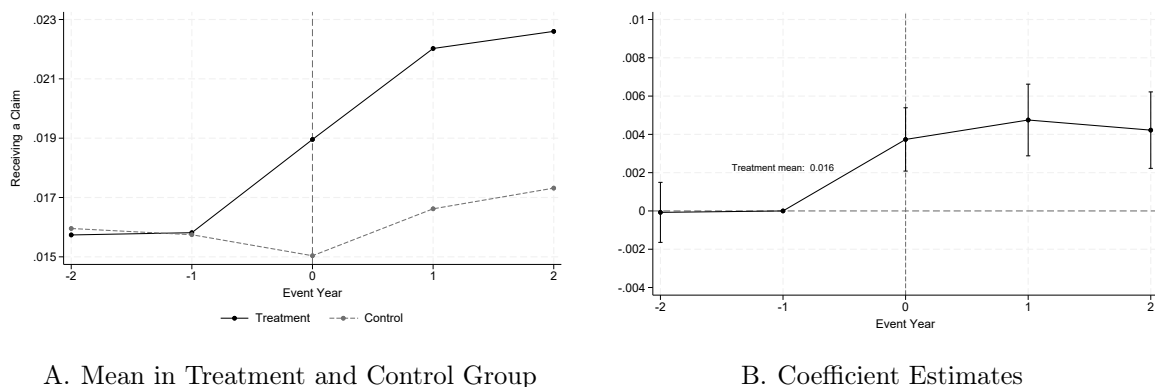 .023
.021
.019
.017
.015
Receiving a Claim
-2 -1 0 1 2
Event Year
Treatment Control
A. Mean in Treatment and Control Group
.01
.008
.006
.004
.002
0
-.002
-.004
Treatment mean: 0.016
-2 -1 0 1 2
Event Year
B. Coefficient Estimates